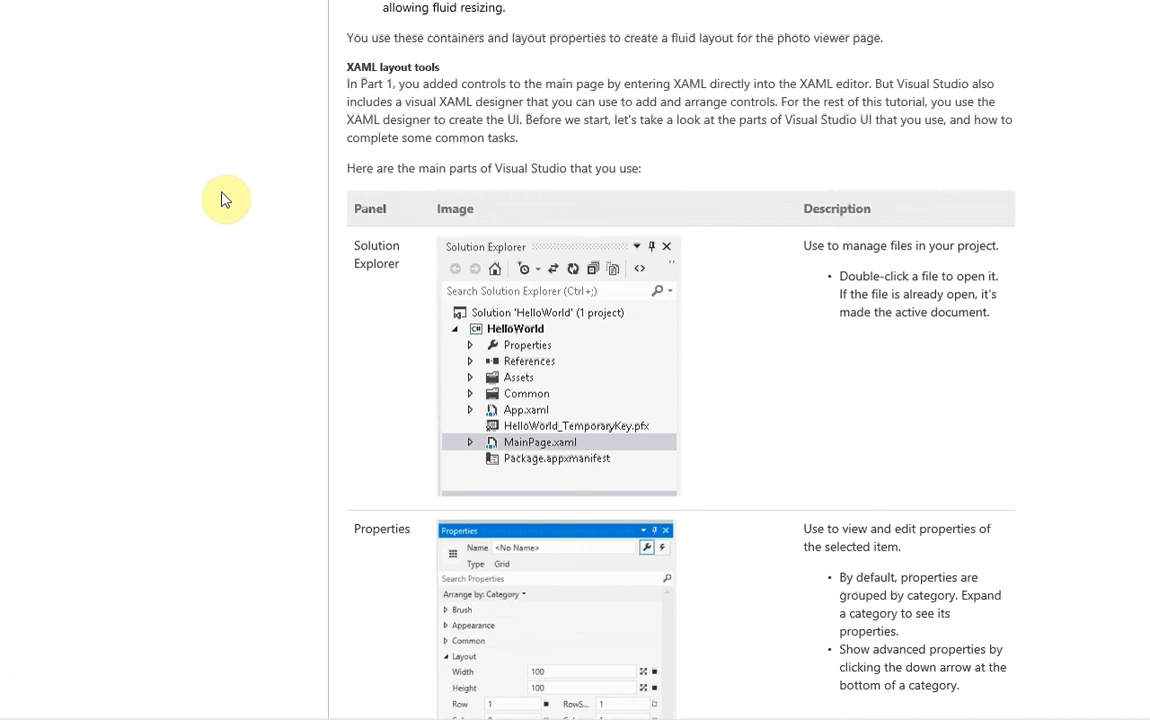 allowing fluid resizing.
You use these containers and layout properties to create a fluid layout for the photo viewer page.
XAML layout tools
In Part 1, you added controls to the main page by entering XAML directly into the XAML editor. But Visual Studio also
includes a visual XAML designer that you can use to add and arrange controls. For the rest of this tutorial, you use the
XAML designer to create the UI. Before we start, let's take a look at the parts of Visual Studio UI that you use, and how to
complete some common tasks.
Here are the main parts of Visual Studio that you use:
Panel Image Description
Solution
Explorer
Solution Explorer
Search Solution Explorer (Ctrl+;)
Solution 'HelloWorld' (1 project)
C# HelloWorld
Properties
References
Assets
Common
App.xaml
HelloWorld_TemporaryKey.pfx
MainPage.xaml
Package.appxmanifest
Use to manage files in your project.
• Double-click a file to open it.
If the file is already open, it's
made the active document.
Properties
Properties
Name <No Name>
Type Grid
Search Properties
Arrange by: Category
Brush
Appearance
Common
Layout
Width 100
Height 100
Row 1 RowS... 1
Use to view and edit properties of
the selected item.
• By default, properties are
grouped by category. Expand
a category to see its
properties.
• Show advanced properties by
clicking the down arrow at the
bottom of a category.